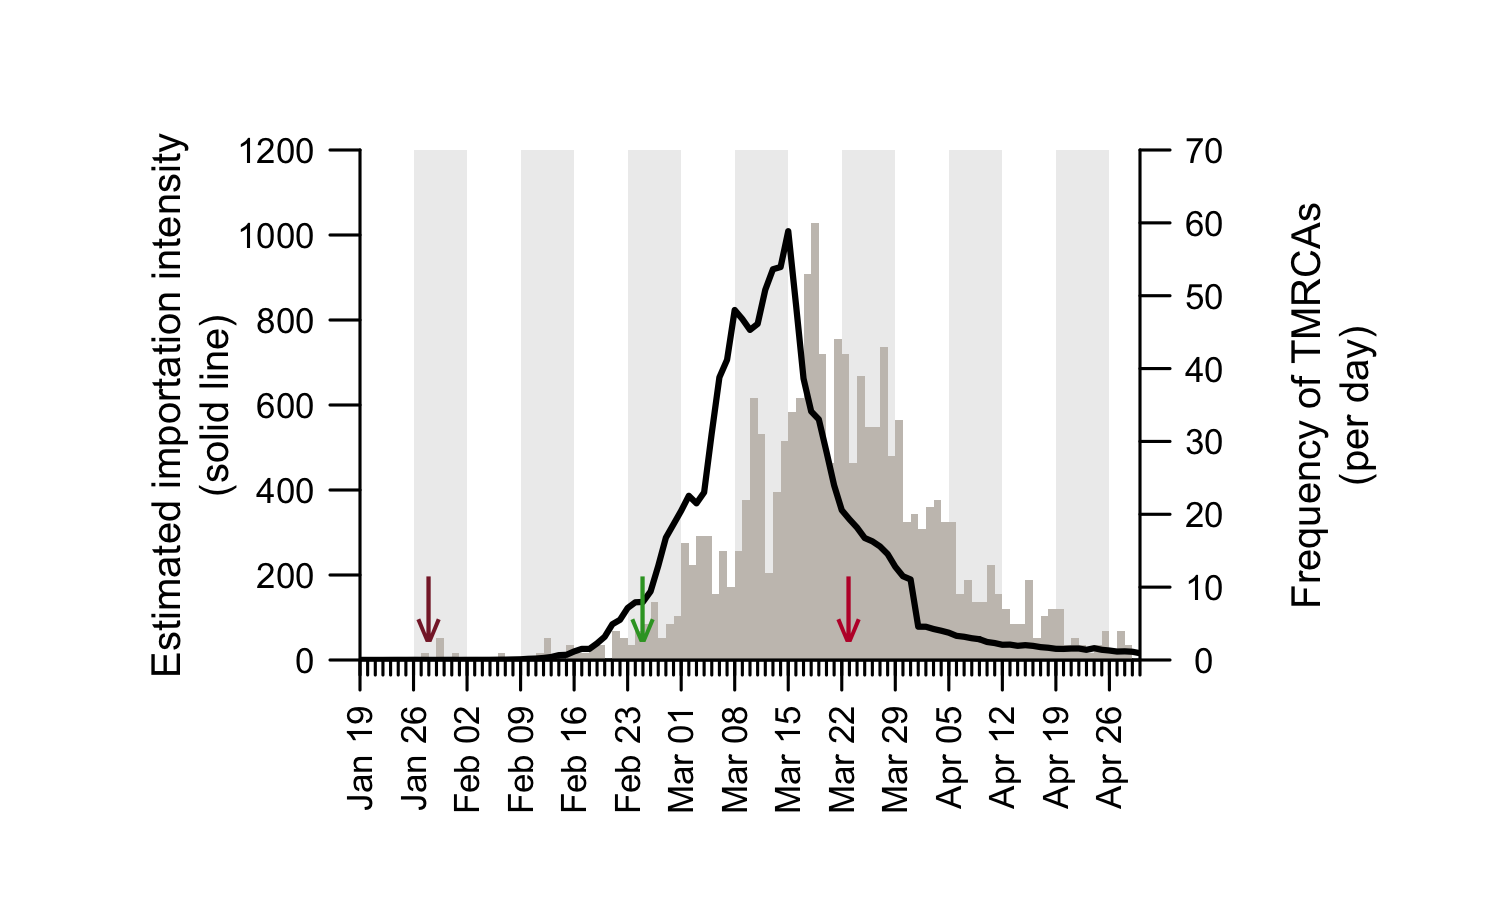 Estimated importation intensity
(solid line)
1200
1000
800
600
400
200
0
70
60
50
40
30
20
10
0
Frequency of TMRCAs
(per day)
Jan 19
Jan 26
Feb 02
Feb 09
Feb 16
Feb 23
Mar 01
Mar 08
Mar 15
Mar 22
Mar 29
Apr 05
Apr 12
Apr 19
Apr 26